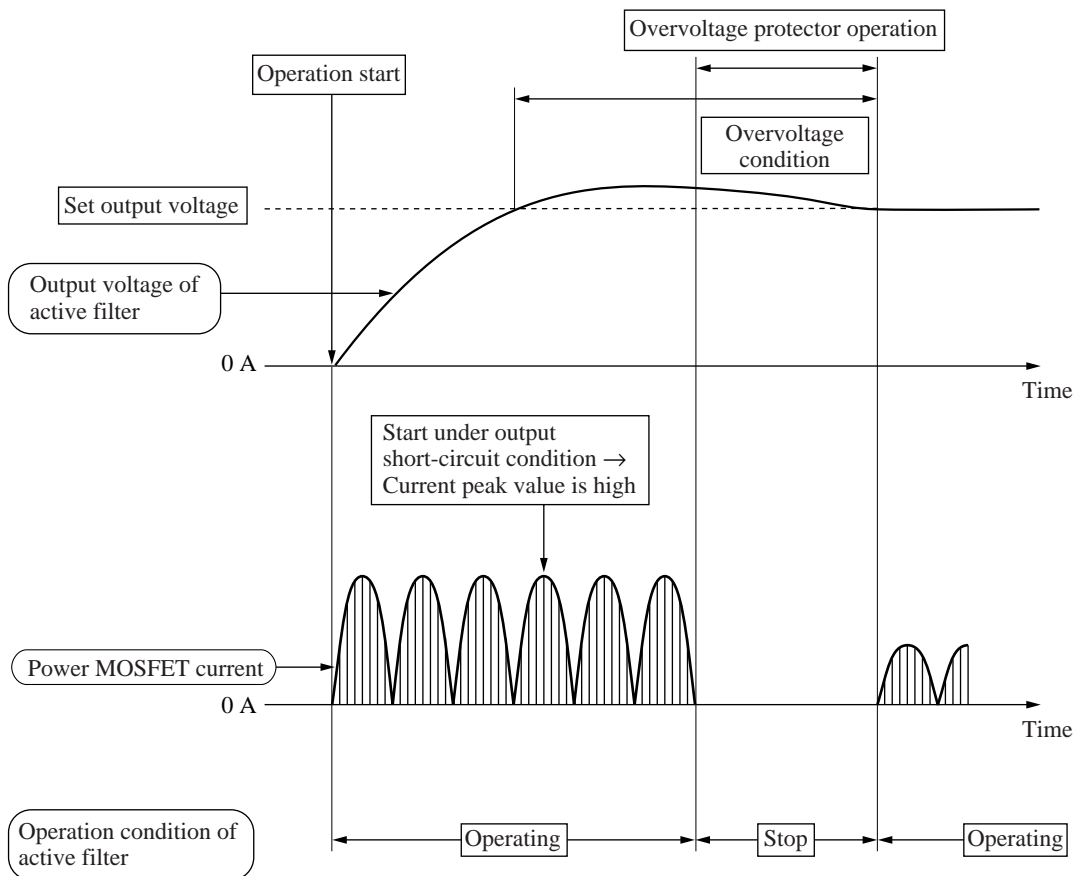 Overvoltage protector operation
Operation start
Overvoltage
condition
Set output voltage
Output voltage of
active filter
0 A
Time
Start under output
short-circuit condition →
Current peak value is high
Power MOSFET current
0 A
Time
Operation condition of
active filter
Operating
Stop
Operating